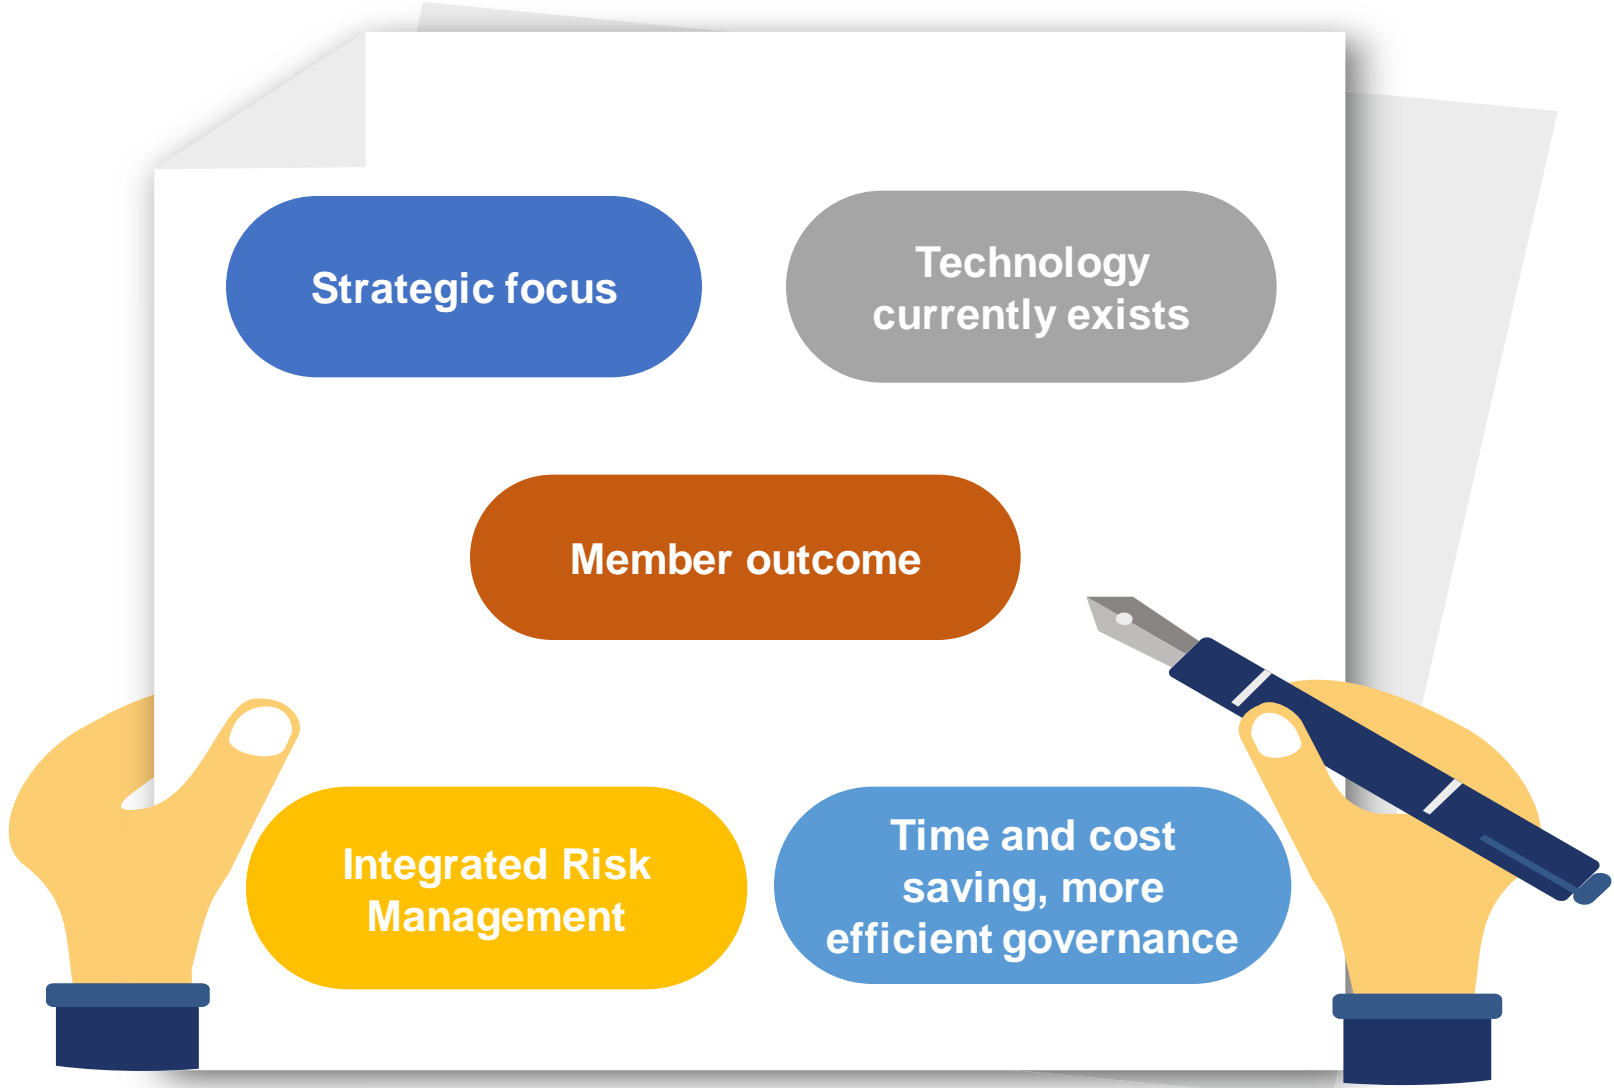 Strategic focus
Technology
currently exists
Member outcome
Integrated Risk
Management
Time and cost
saving, more
efficient governance